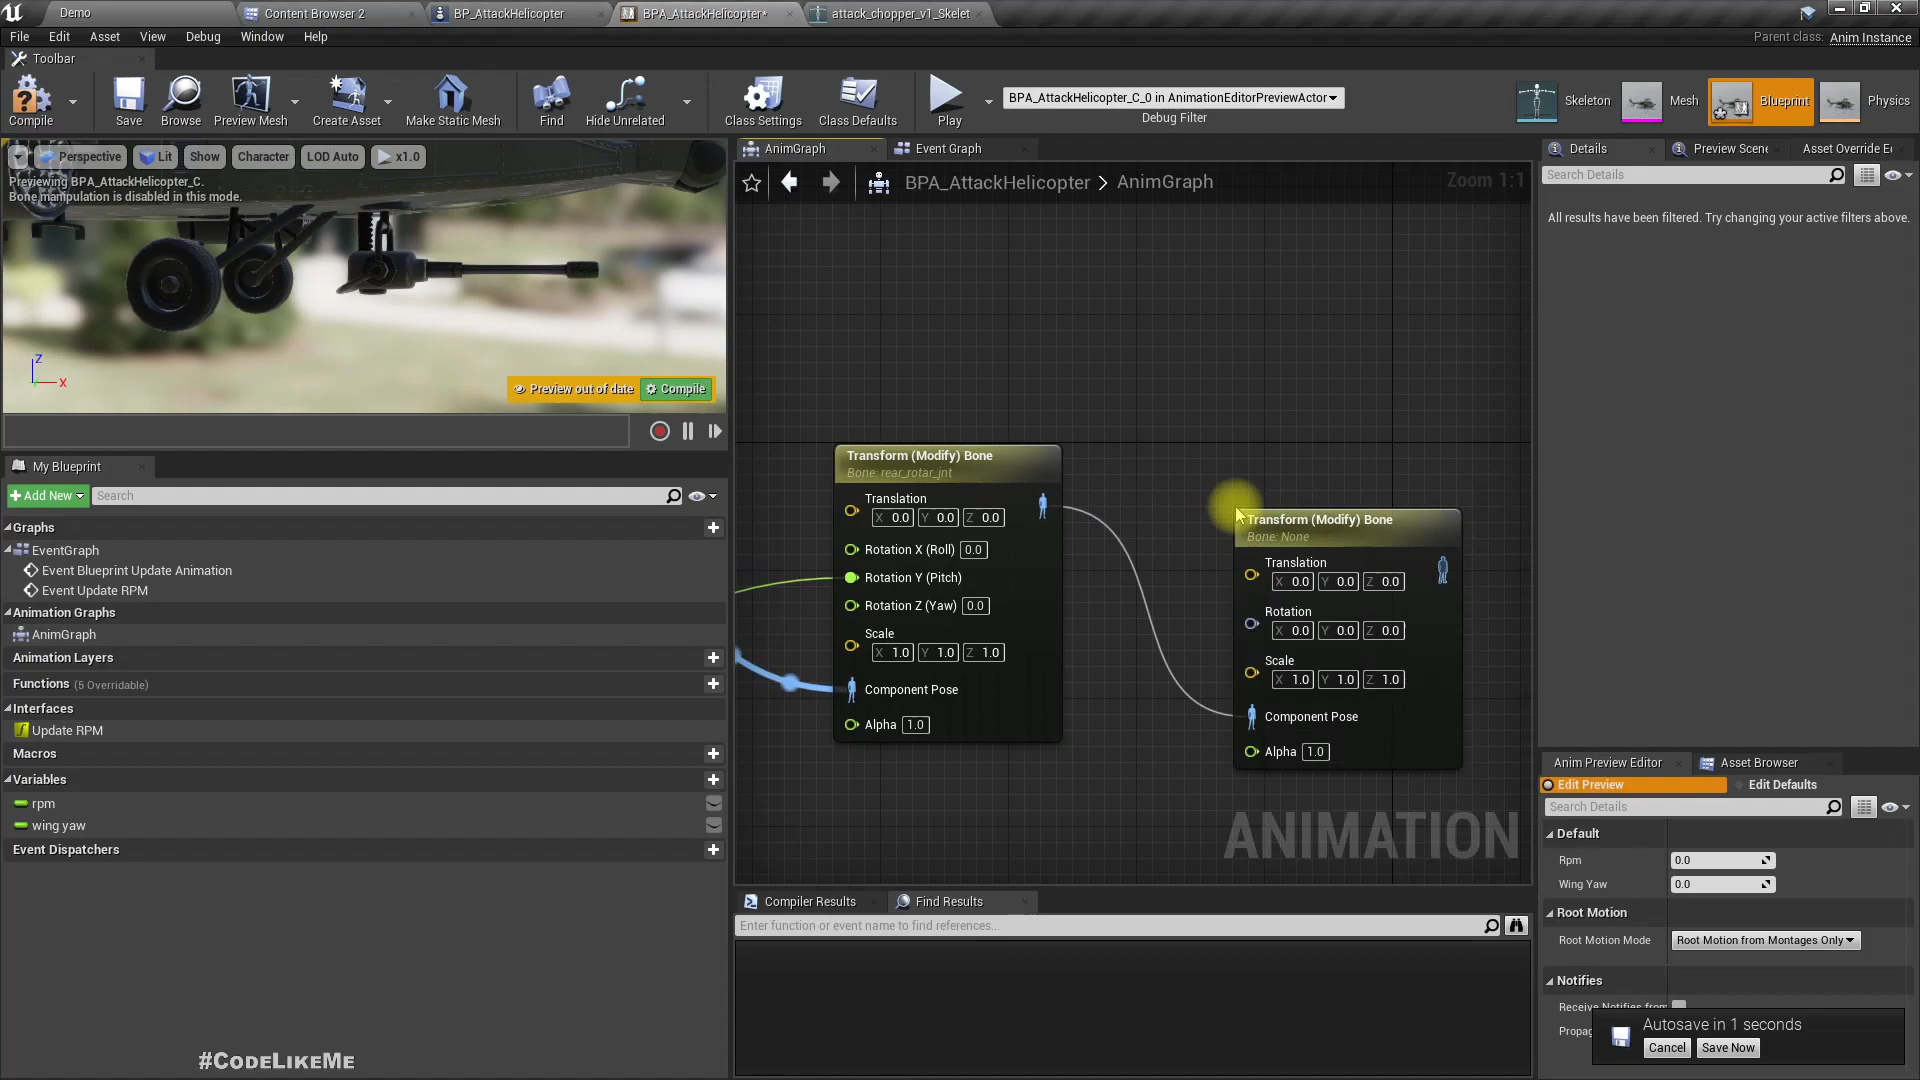 Demo
Content Browser 2
BP_AttackHelicopter
BPA_AttackHelicopter*
attack_chopper_v1_Skelet
File Edit Asset View Debug Window Help
Parent class: Anim Instance
Toolbar
Compile
Save
Browse
Preview Mesh
Create Asset
Make Static Mesh
Find
Hide Unrelated
Class Settings
Class Defaults
Play
BPA_AttackHelicopter_C_0 in AnimationEditorPreviewActor
Debug Filter
Skeleton
Mesh
Blueprint
Physics
Perspective
Lit
Show
Character
LOD Auto
x1.0
Previewing BPA_AttackHelicopter_C.
Bone manipulation is disabled in this mode.
Z
X
Preview out of date
Compile
My Blueprint
Add New
Search
Graphs
EventGraph
Event Blueprint Update Animation
Event Update RPM
Animation Graphs
AnimGraph
Animation Layers
Functions (5 Overridable)
Interfaces
Update RPM
Macros
Variables
rpm
wing yaw
Event Dispatchers
#CodeLikeMe
AnimGraph
Event Graph
BPA_AttackHelicopter > AnimGraph
Zoom 1:1
Transform (Modify) Bone
Bone: rear_rotar_jnt
Translation
X 0.0 Y 0.0 Z 0.0
Rotation X (Roll) 0.0
Rotation Y (Pitch)
Rotation Z (Yaw) 0.0
Scale
X 1.0 Y 1.0 Z 1.0
Component Pose
Alpha 1.0
Transform (Modify) Bone
Bone: None
Translation
X 0.0 Y 0.0 Z 0.0
Rotation
X 0.0 Y 0.0 Z 0.0
Scale
X 1.0 Y 1.0 Z 1.0
Component Pose
Alpha 1.0
ANIMATION
Compiler Results
Find Results
Enter function or event name to find references...
Details
Preview Scene
Asset Override
Search Details
All results have been filtered. Try changing your active filters above.
Anim Preview Editor
Asset Browser
Edit Preview
Edit Defaults
Search Details
Default
Rpm 0.0
Wing Yaw 0.0
Root Motion
Root Motion Mode Root Motion from Montages Only
Notifies
Receive Notifies from
Propag
Autosave in 1 seconds
Cancel
Save Now